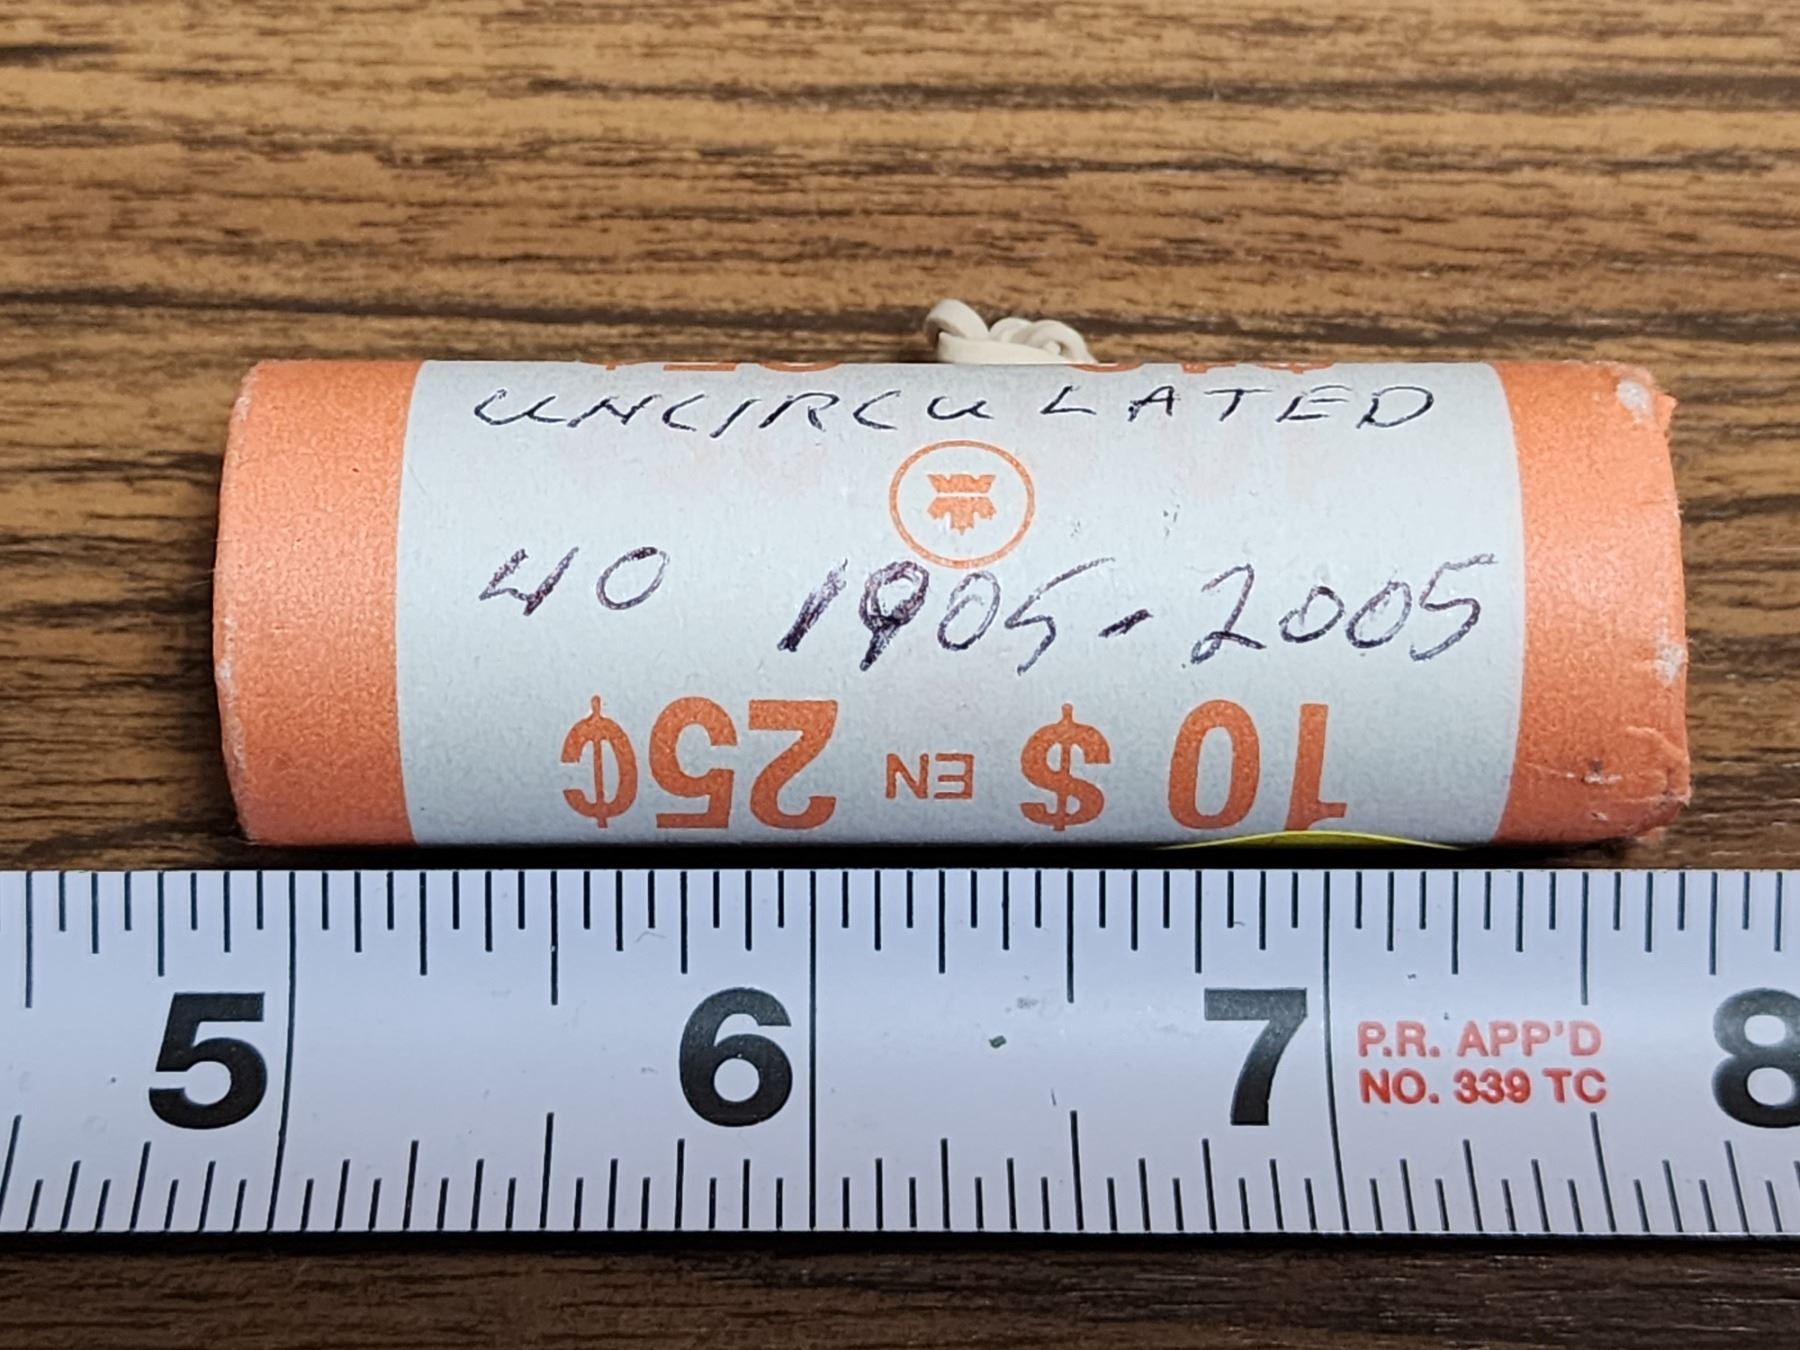 UNCIRCULATED
40 1905-2005
10 $ EN 25¢
5 6 7 8
P.R. APP'D
NO. 339 TC